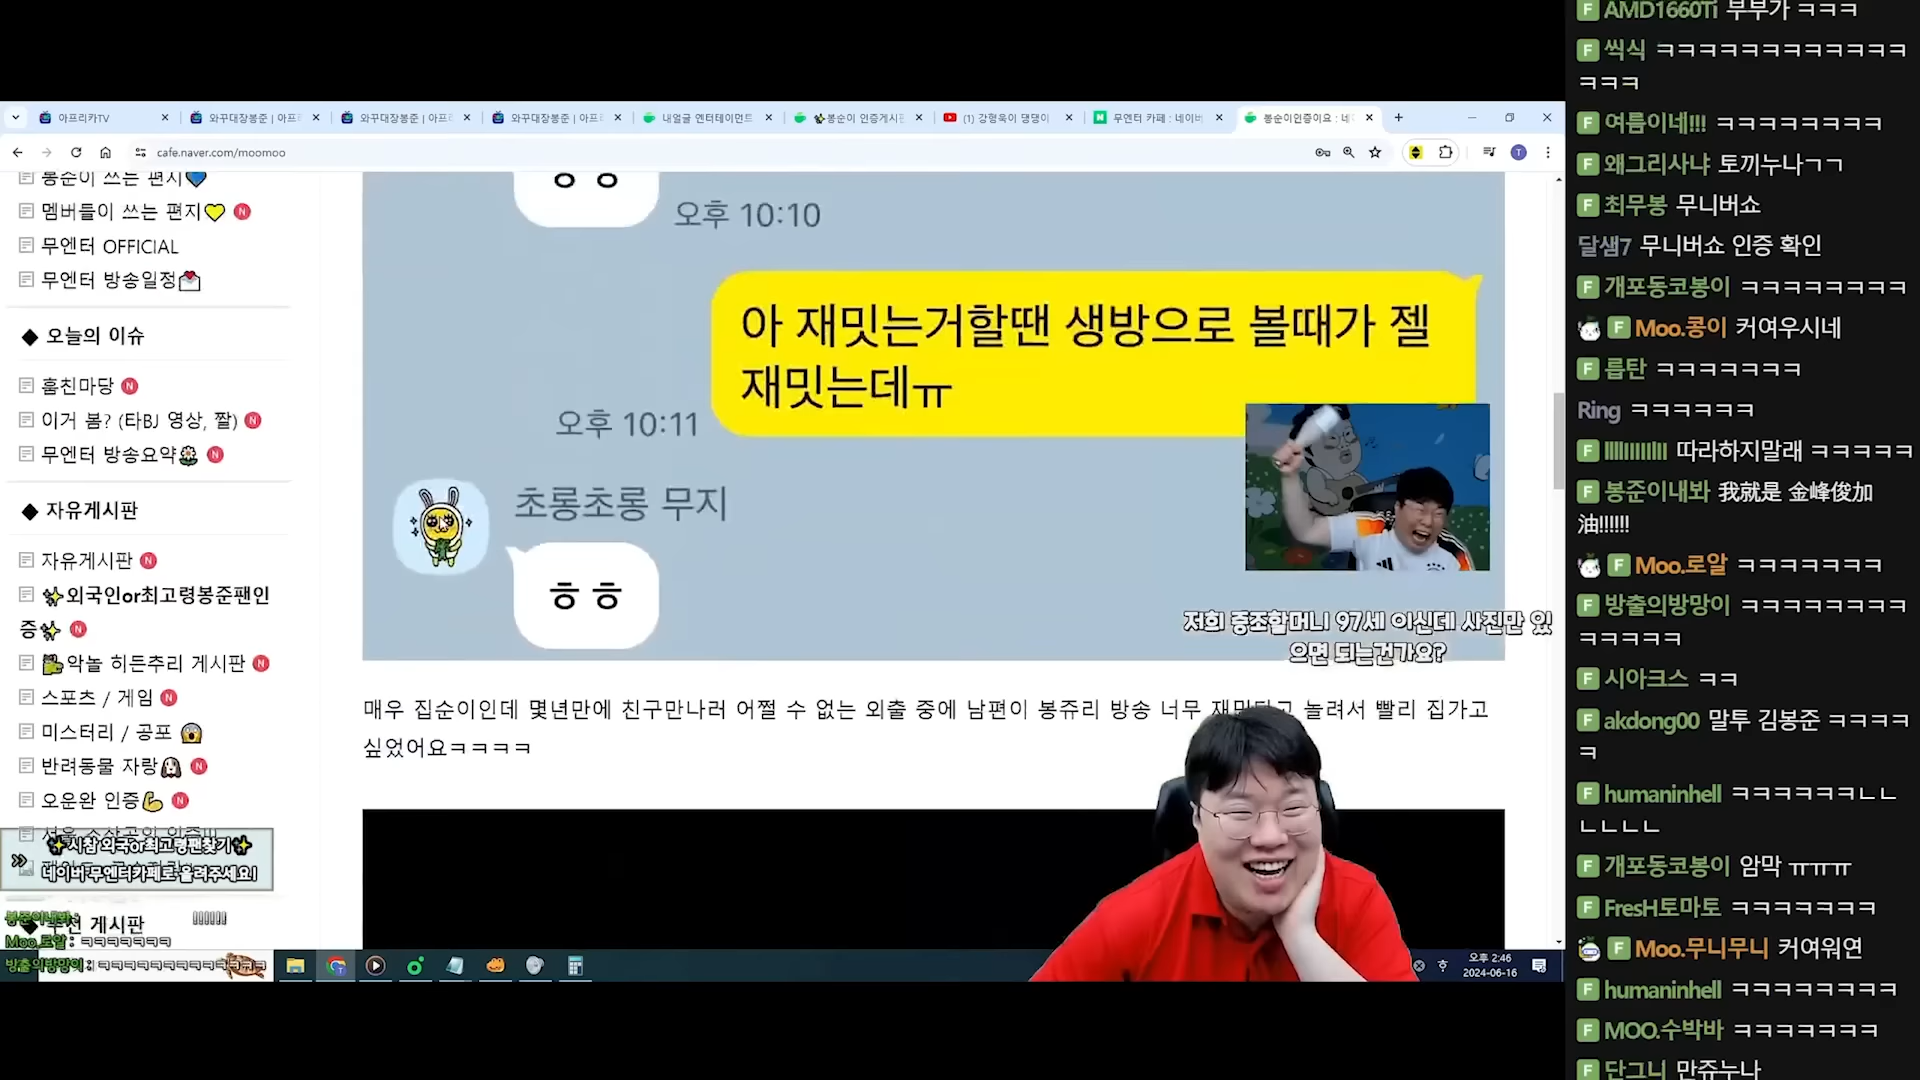 아프리카TV
와꾸대장봉준 | 아프리
와꾸대장봉준 | 아프리
와꾸대장봉준 | 아프리
내얼굴 엔터테이먼트
봉순이 인증게시판
(1) 강형욱이 댕댕이
무엔터 카페 : 네이버
봉순이인증이요 : 네
cafe.naver.com/moomoo
봉순이 쓰는 편지
멤버들이 쓰는 편지 N
무엔터 OFFICIAL
무엔터 방송일정
◆ 오늘의 이슈
훔친마당 N
이거 봄? (타BJ 영상, 짤) N
무엔터 방송요약 N
◆ 자유게시판
자유게시판 N
외국인or최고령봉준팬인
증 N
악놀 히든추리 게시판 N
스포츠 / 게임 N
미스터리 / 공포
반려동물 자랑 N
오운완 인증 N
시참 외국or최고령팬찾기
네이버 무엔터카페로 올려주세요!
게시판
봉준이내봐 :
!!!!!!
Moo.로알 : ㅋㅋㅋㅋㅋㅋㅋ
방출의방망이 : ㅋㅋㅋㅋㅋㅋㅋㅋㅋㅋㅋㅋㅋ
ㅎㅎ
오후 10:10
아 재밋는거할땐 생방으로 볼때가 젤
재밋는데ㅠ
오후 10:11
초롱초롱 무지
ㅎㅎ
저희 증조할머니 97세 이신데 사진만 있
으면 되는건가요?
매우 집순이인데 몇년만에 친구만나러 어쩔 수 없는 외출 중에 남편이 봉쥬리 방송 너무 재밌다고 놀려서 빨리 집가고
싶었어요ㅋㅋㅋㅋ
오후 2:46
2024-06-16
F AMD1660Ti 부부가 ㅋㅋㅋ
F 씩식 ㅋㅋㅋㅋㅋㅋㅋㅋㅋㅋㅋㅋ
ㅋㅋㅋ
F 여름이네!!! ㅋㅋㅋㅋㅋㅋㅋㅋ
F 왜그리사냐 토끼누나ㄱㄱ
F 최무봉 무니버쇼
달샘7 무니버쇼 인증 확인
F 개포동코봉이 ㅋㅋㅋㅋㅋㅋㅋㅋ
F Moo.콩이 커여우시네
F 릅탄 ㅋㅋㅋㅋㅋㅋㅋ
Ring ㅋㅋㅋㅋㅋㅋ
F 따라하지말래 ㅋㅋㅋㅋㅋ
F 봉준이내봐 我就是 金峰俊加
油!!!!!!
F Moo.로알 ㅋㅋㅋㅋㅋㅋㅋ
F 방출의방망이 ㅋㅋㅋㅋㅋㅋㅋㅋ
ㅋㅋㅋㅋㅋ
F 시아크스 ㅋㅋ
F akdong00 말투 김봉준 ㅋㅋㅋㅋ
ㅋ
F humaninhell ㅋㅋㅋㅋㅋㅋㄴㄴ
ㄴㄴㄴㄴ
F 개포동코봉이 암막 ㅠㅠㅠ
F FresH토마토 ㅋㅋㅋㅋㅋㅋㅋ
F Moo.무니무니 커여워연
F humaninhell ㅋㅋㅋㅋㅋㅋㅋㅋ
F MOO.수박바 ㅋㅋㅋㅋㅋㅋㅋ
F 단그니 만쥬누나